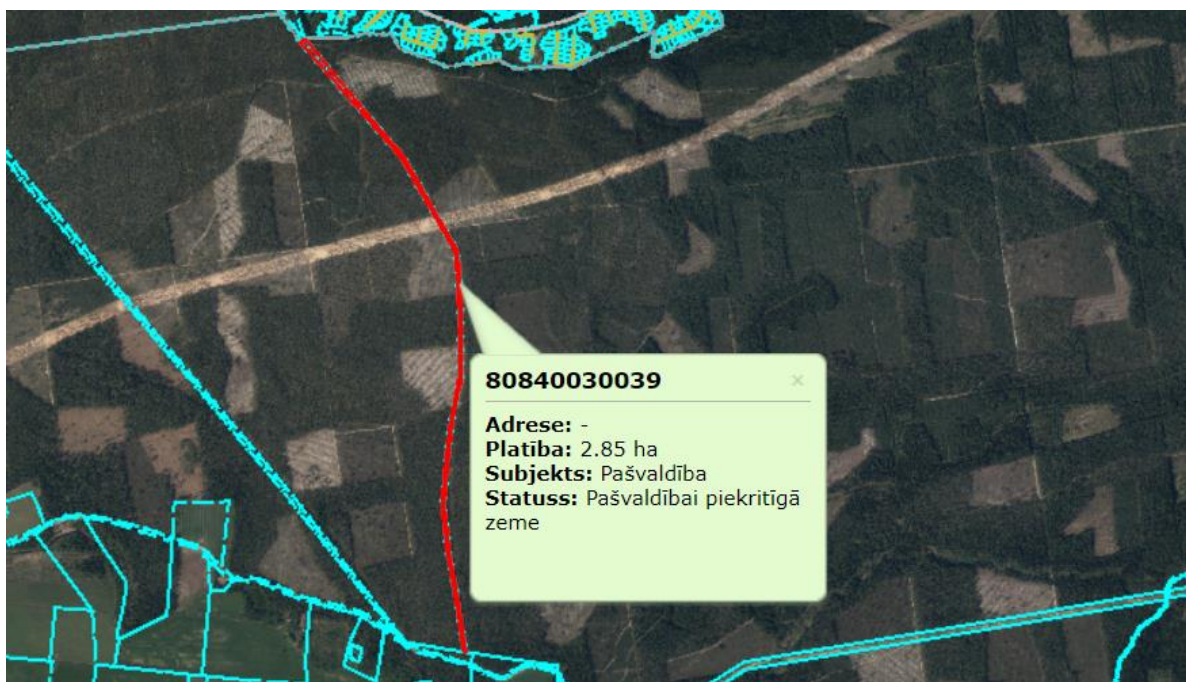 80840030039 ×
Adrese: -
Platība: 2.85 ha
Subjekts: Pašvaldība
Statuss: Pašvaldībai piekritīgā
zeme